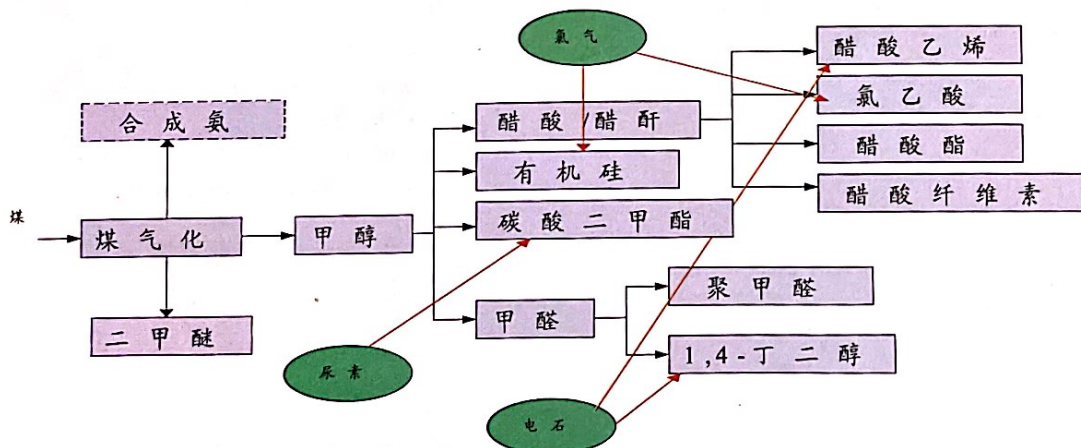 氯气
醋酸乙烯
合成氨
醋酸/醋酐
氯乙酸
有机硅
醋酸酯
煤
煤气化
甲醇
碳酸二甲酯
醋酸纤维素
聚甲醛
二甲醚
甲醛
1,4-丁二醇
尿素
电石